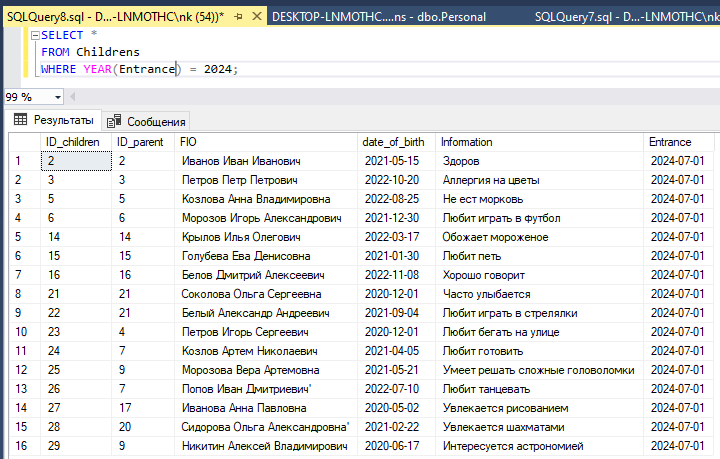 SQLQuery8.sql - D...-LNMOTHC\nk (54))* DESKTOP-LNMOTHC....ns - dbo.Personal SQLQuery7.sql - D...-LNMOTHC\nk
SELECT *
FROM Childrens
WHERE YEAR(Entrance) = 2024;
99 %
Результаты Сообщения
ID_children ID_parent FIO date_of_birth Information Entrance
1 2 2 Иванов Иван Иванович 2021-05-15 Здоров 2024-07-01
2 3 3 Петров Петр Петрович 2022-10-20 Аллергия на цветы 2024-07-01
3 5 5 Козлова Анна Владимировна 2022-08-25 Не ест морковь 2024-07-01
4 6 6 Морозов Игорь Александрович 2021-12-30 Любит играть в футбол 2024-07-01
5 14 14 Крылов Илья Олегович 2022-03-17 Обожает мороженое 2024-07-01
6 15 15 Голубева Ева Денисовна 2021-01-30 Любит петь 2024-07-01
7 16 16 Белов Дмитрий Алексеевич 2022-11-08 Хорошо говорит 2024-07-01
8 21 21 Соколова Ольга Сергеевна 2020-12-01 Часто улыбается 2024-07-01
9 22 21 Белый Александр Андреевич 2021-09-04 Любит играть в стрелялки 2024-07-01
10 23 4 Петров Игорь Сергеевич 2020-12-01 Любит бегать на улице 2024-07-01
11 24 7 Козлов Артем Николаевич 2021-04-05 Любит готовить 2024-07-01
12 25 9 Морозова Вера Артемовна 2021-05-21 Умеет решать сложные головоломки 2024-07-01
13 26 7 Попов Иван Дмитриевич' 2022-07-10 Любит танцевать 2024-07-01
14 27 17 Иванова Анна Павловна 2020-05-02 Увлекается рисованием 2024-07-01
15 28 20 Сидорова Ольга Александровна' 2021-02-22 Увлекается шахматами 2024-07-01
16 29 9 Никитин Алексей Владимирович 2020-06-17 Интересуется астрономией 2024-07-01